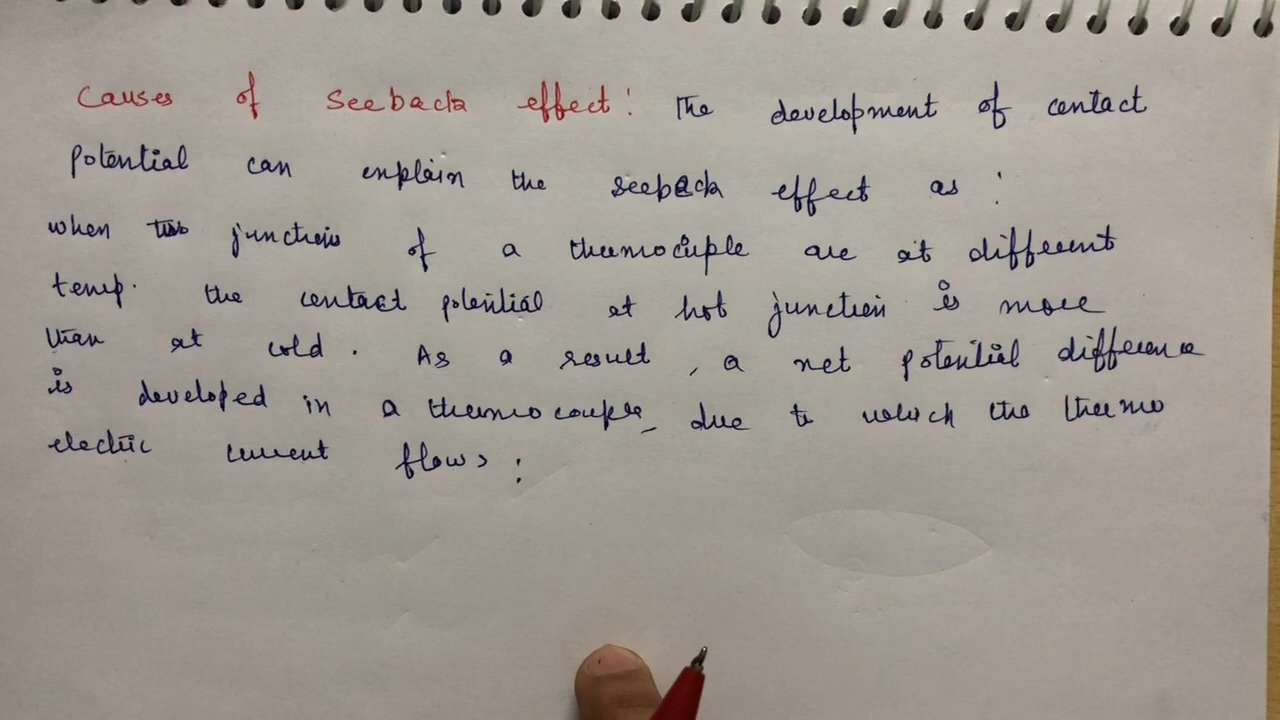 Causes of Seeback effect: The development of contact
potential can explain the seeback effect as :
when two junctions of a thermocuple are at different
temp. the contact potential at hot junction is more
than at cold. As a result, a net potential difference
is developed in a thermocouple due to which the thermo
electric current flows :